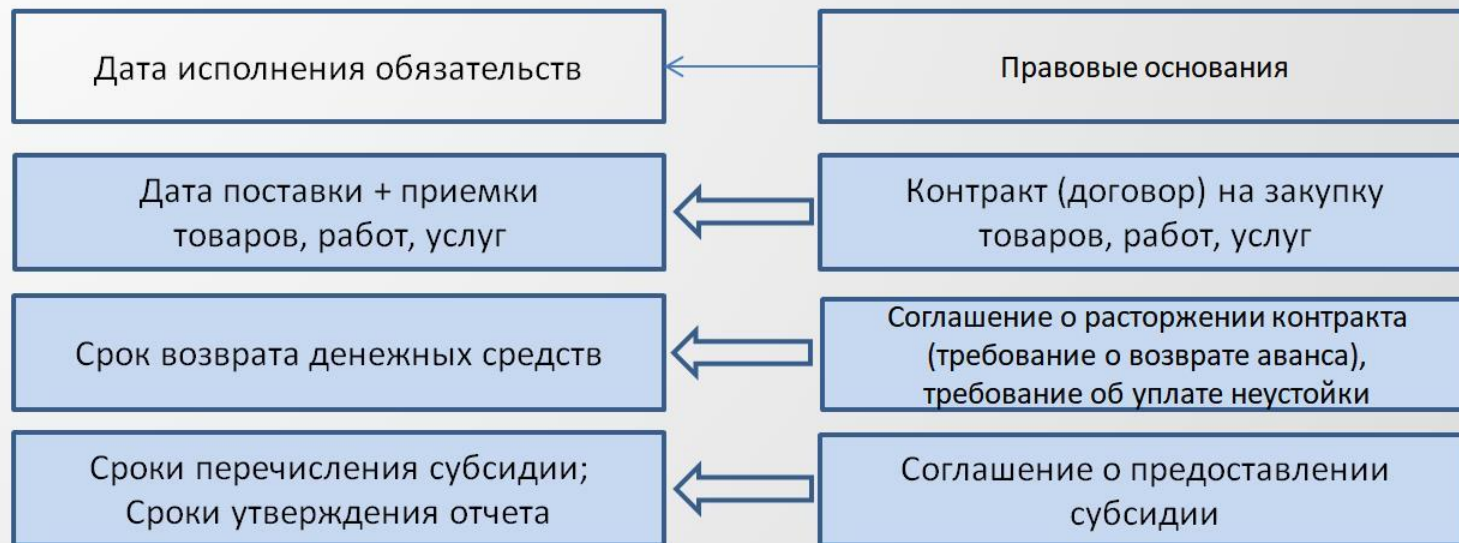 Дата исполнения обязательств
Правовые основания
Дата поставки + приемки
товаров, работ, услуг
Контракт (договор) на закупку
товаров, работ, услуг
Срок возврата денежных средств
Соглашение о расторжении контракта
(требование о возврате аванса),
требование об уплате неустойки
Сроки перечисления субсидии;
Сроки утверждения отчета
Соглашение о предоставлении
субсидии